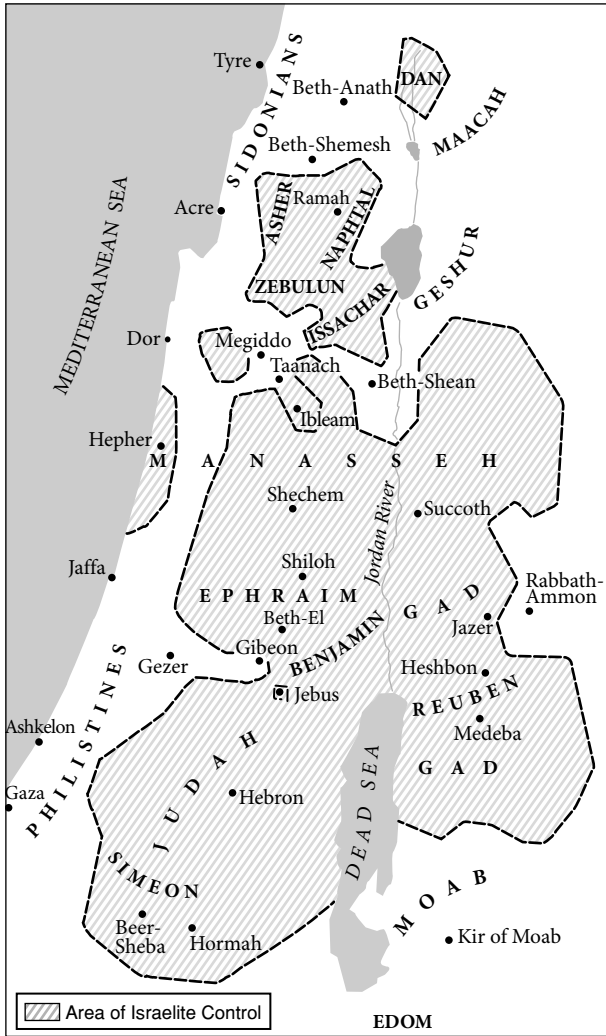 Tyre
SIDONIANS
DAN
Beth-Anath
MAACAH
Beth-Shemesh
ASHER
Ramah
NAPHTAL
Acre
MEDITERRANEAN SEA
GESHUR
ZEBULUN
ISSACHAR
Dor
Megiddo
Taanach
Beth-Shean
Ibleam
Hepher
MANASSEH
Shechem
Jordan River
Succoth
Jaffa
Shiloh
EPHRAIM
GAD
Rabbath-
Ammon
Beth-El
BENJAMIN
Jazer
Gezer
Gibeon
Heshbon
Jebus
REUBEN
PHILISTINES
Medeba
Ashkelon
JUDAH
GAD
Gaza
Hebron
DEAD SEA
SIMEON
MOAB
Beer-
Sheba
Hormah
Kir of Moab
Area of Israelite Control
EDOM